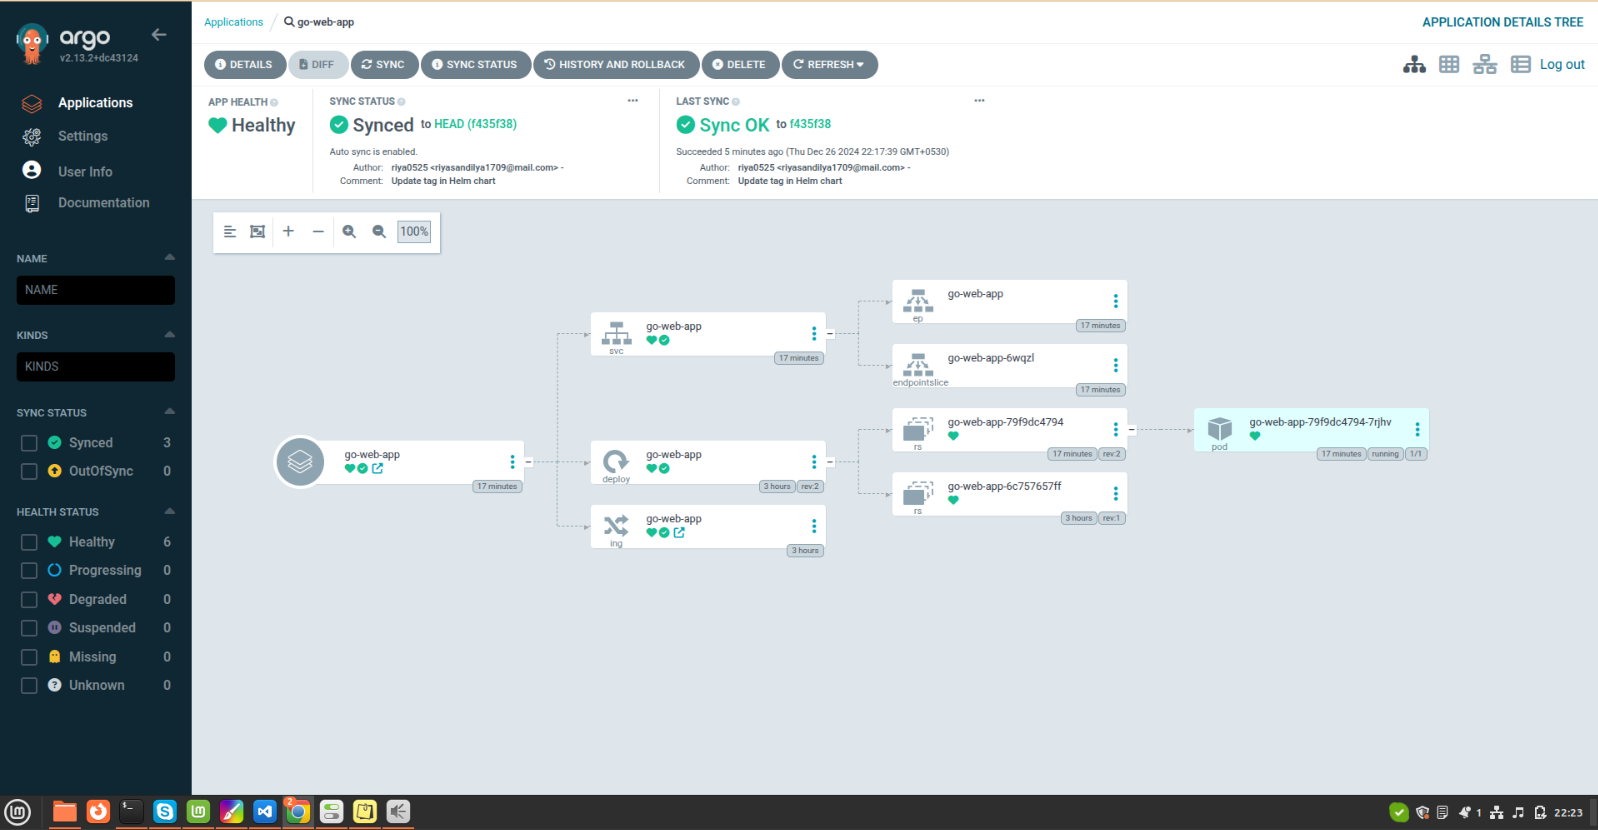 argo
v2.13.2+dc43124
Applications
Settings
User Info
Documentation
NAME
NAME
KINDS
KINDS
SYNC STATUS
Synced 3
OutOfSync 0
HEALTH STATUS
Healthy 6
Progressing 0
Degraded 0
Suspended 0
Missing 0
Unknown 0
Applications / go-web-app
APPLICATION DETAILS TREE
DETAILS DIFF SYNC SYNC STATUS HISTORY AND ROLLBACK DELETE REFRESH
Log out
APP HEALTH
Healthy
SYNC STATUS
Synced to HEAD (f435f38)
Auto sync is enabled.
Author: riya0525 <riyasandilya1709@mail.com> -
Comment: Update tag in Helm chart
LAST SYNC
Sync OK to f435f38
Succeeded 5 minutes ago (Thu Dec 26 2024 22:17:39 GMT+0530)
Author: riya0525 <riyasandilya1709@mail.com> -
Comment: Update tag in Helm chart
100%
go-web-app
17 minutes
go-web-app
svc
17 minutes
go-web-app
deploy
3 hours rev:2
go-web-app
ing
3 hours
go-web-app
ep
17 minutes
go-web-app-6wqzl
endpointslice
17 minutes
go-web-app-79f9dc4794
rs
17 minutes rev:2
go-web-app-6c757657ff
rs
3 hours rev:1
go-web-app-79f9dc4794-7rjhv
pod
17 minutes running 1/1
2
1
22:23